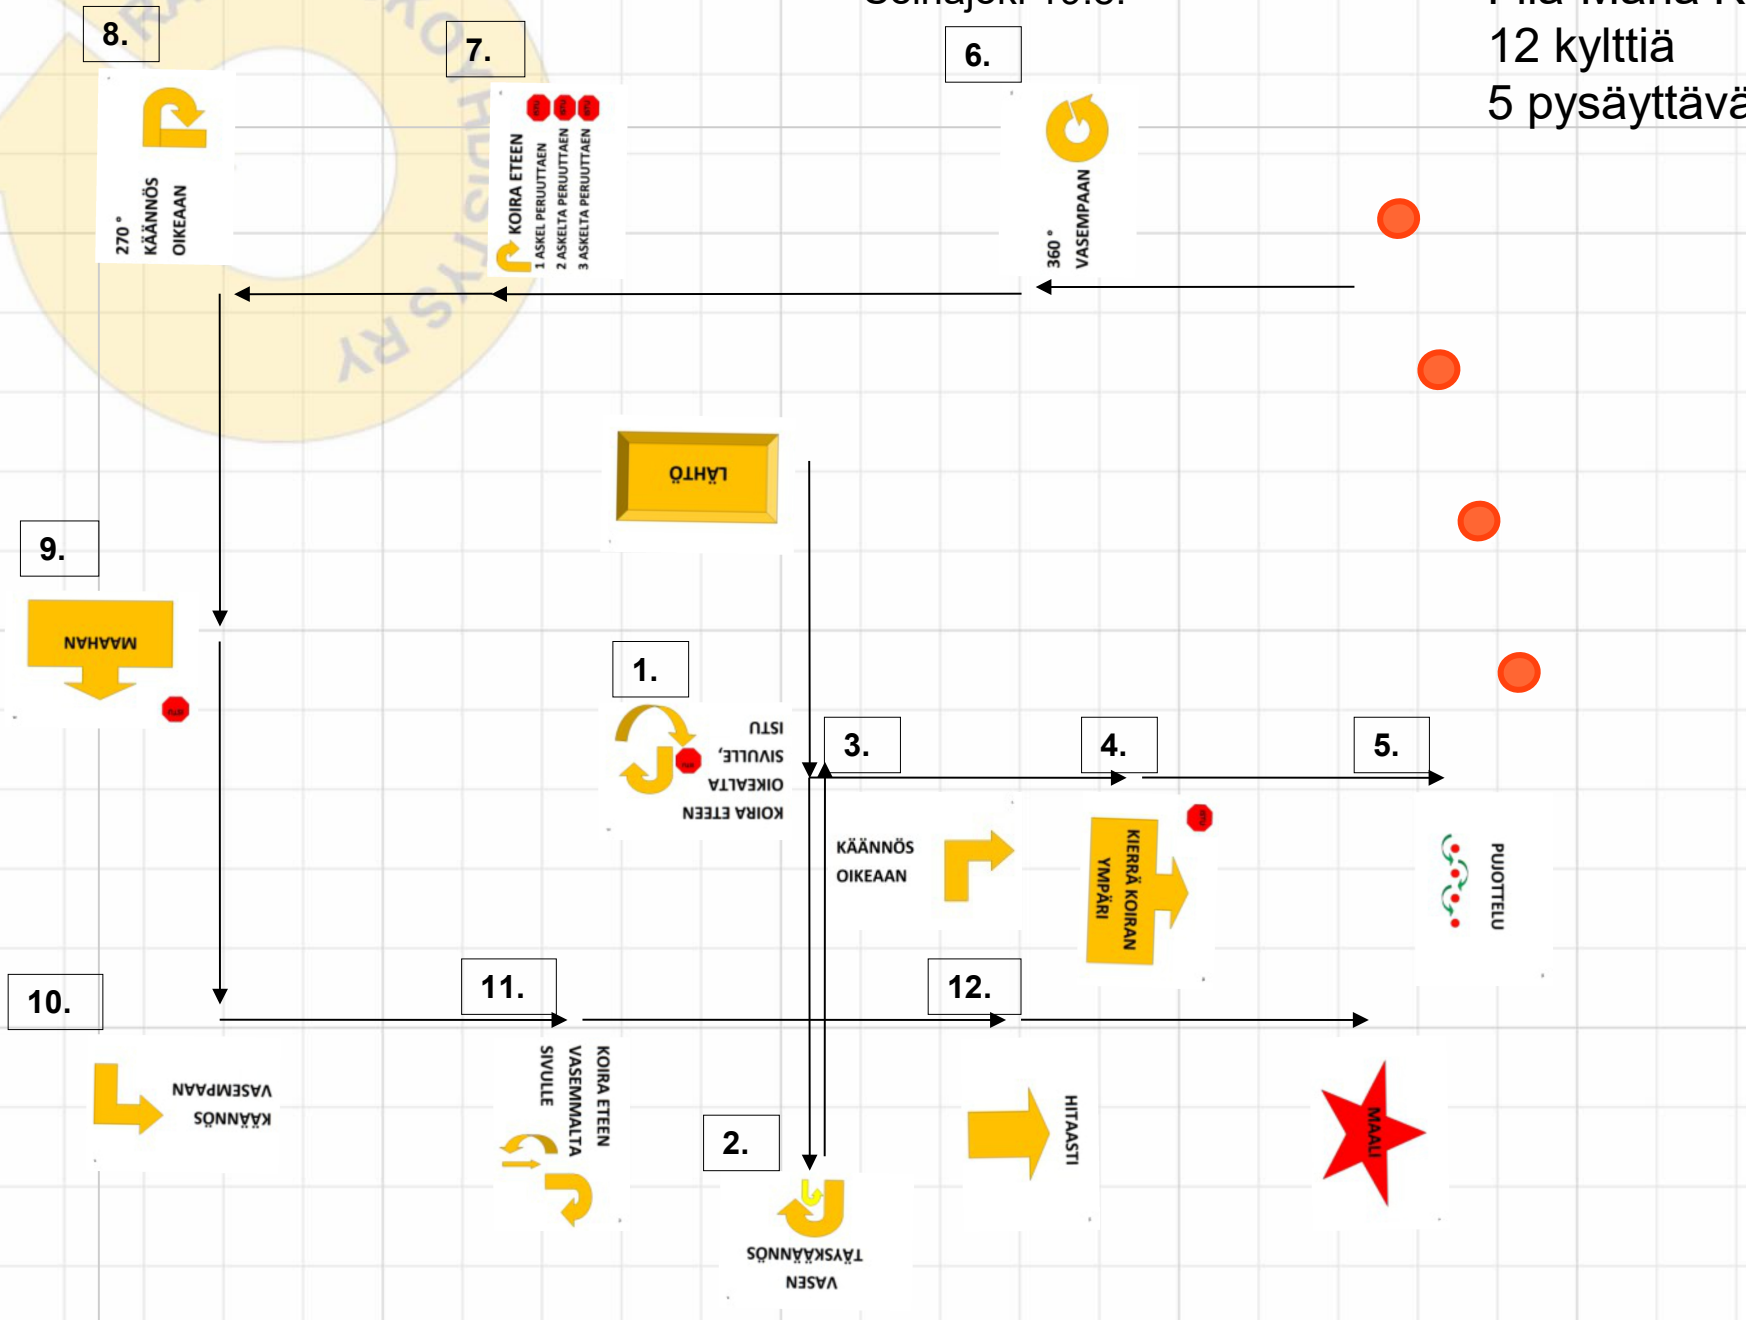 12 kylttiä
5 pysäyttävä
8.
270°
KÄÄNNÖS
OIKEAAN
7.
KOIRA ETEEN
1 ASKEL PERUUTTAEN
2 ASKELTA PERUUTTAEN
3 ASKELTA PERUUTTAEN
6.
360°
VASEMPAAN
YHDISTYS RY
LÄHTÖ
9.
MAAHAN
1.
KOIRA ETEEN
OIKEALTA
SIVULLE,
ISTU
3.
KÄÄNNÖS
OIKEAAN
4.
KIERRÄ KOIRAN
YMPÄRI
5.
PUJOTTELU
10.
KÄÄNNÖS
VASEMPAAN
11.
KOIRA ETEEN
VASEMMALTA
SIVULLE
2.
VASEN
TÄYSKÄÄNNÖS
12.
HITAASTI
MAALI